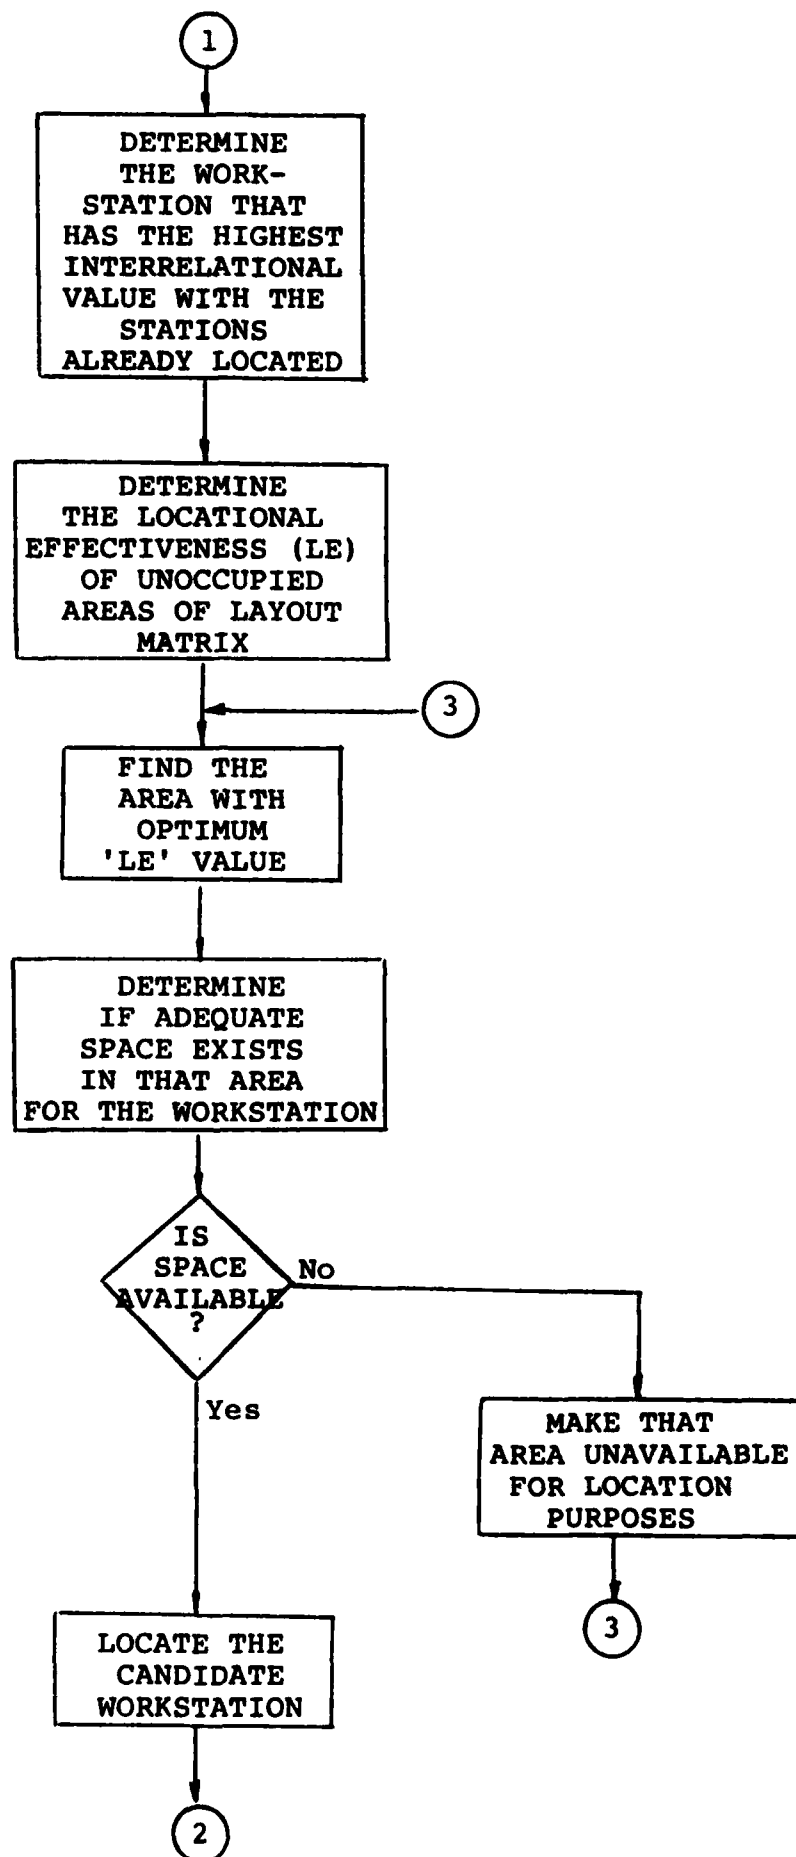 1
DETERMINE
THE WORK-
STATION THAT
HAS THE HIGHEST
INTERRELATIONAL
VALUE WITH THE
STATIONS
ALREADY LOCATED
DETERMINE
THE LOCATIONAL
EFFECTIVENESS (LE)
OF UNOCCUPIED
AREAS OF LAYOUT
MATRIX
3
FIND THE
AREA WITH
OPTIMUM
'LE' VALUE
DETERMINE
IF ADEQUATE
SPACE EXISTS
IN THAT AREA
FOR THE WORKSTATION
IS
SPACE
AVAILABLE
?
No
Yes
MAKE THAT
AREA UNAVAILABLE
FOR LOCATION
PURPOSES
3
LOCATE THE
CANDIDATE
WORKSTATION
2